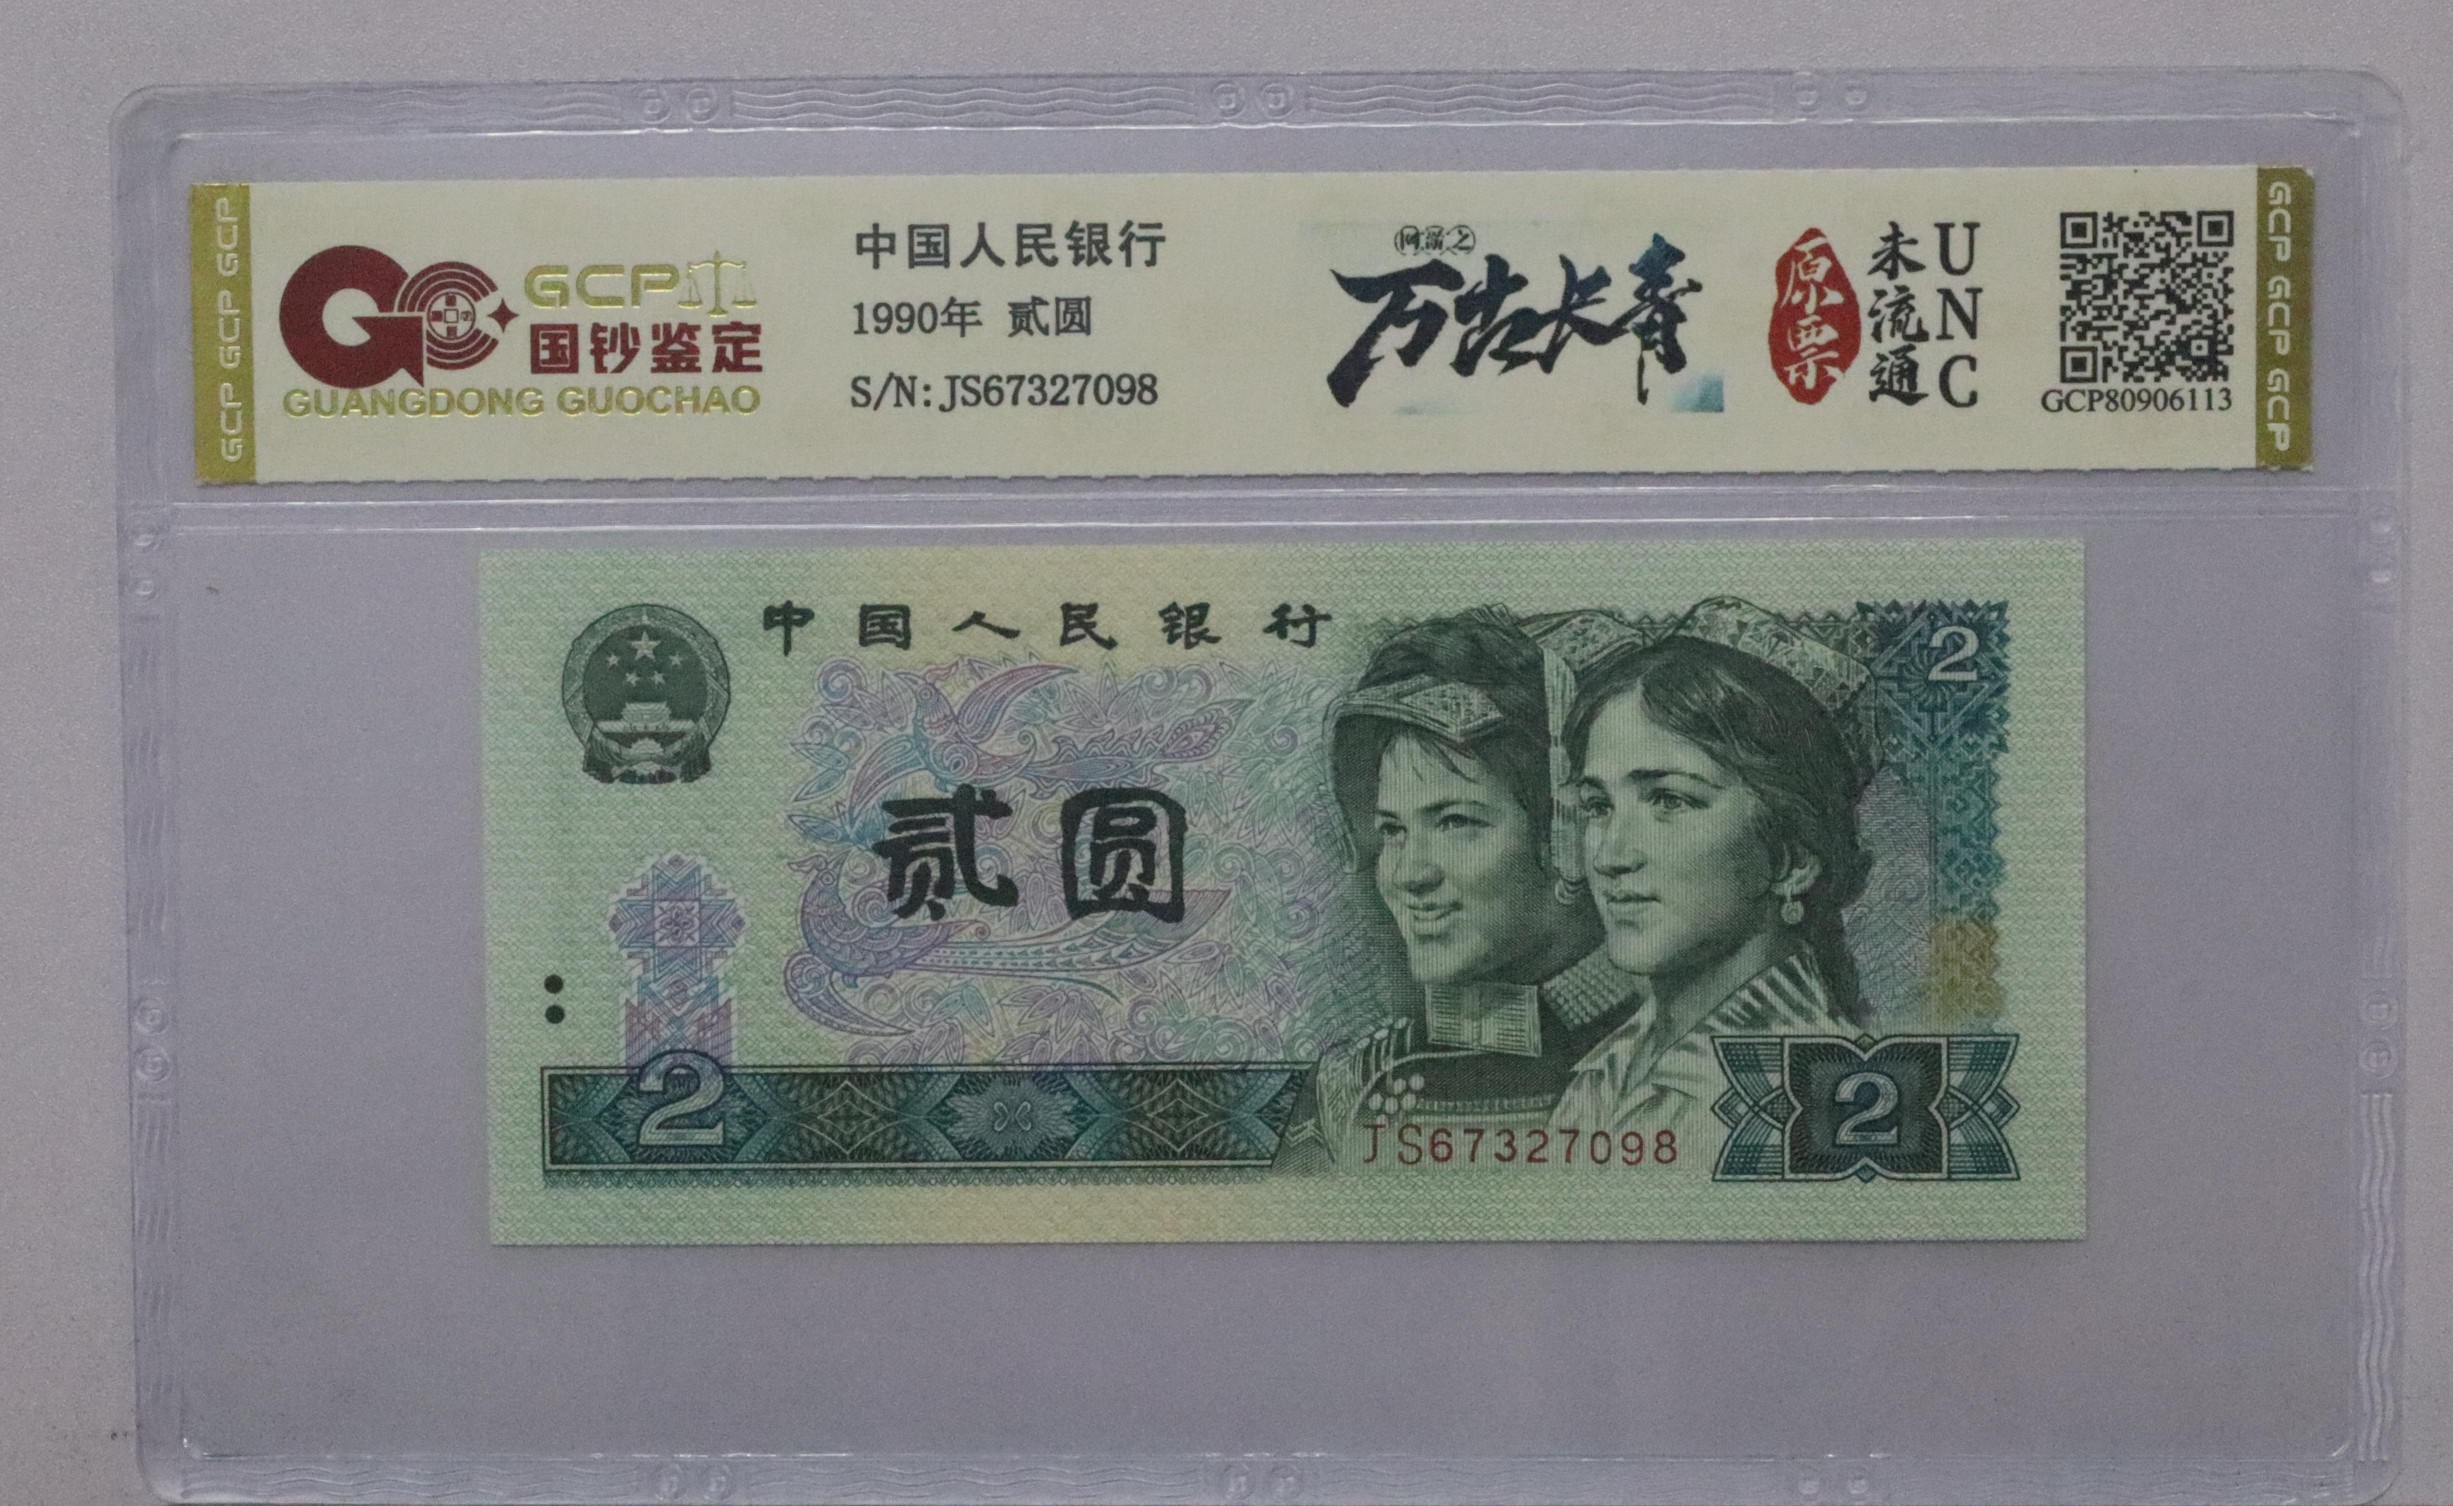 GCP GCP GCP
GCP
国钞鉴定
GUANGDONG GUOCHAO
中国人民银行
1990年 贰圆
S/N: JS67327098
万古长青
原票
未流通
UNC
GCP80906113
GCP GCP GCP
中国人民银行
2
贰圆
2
JS67327098
2